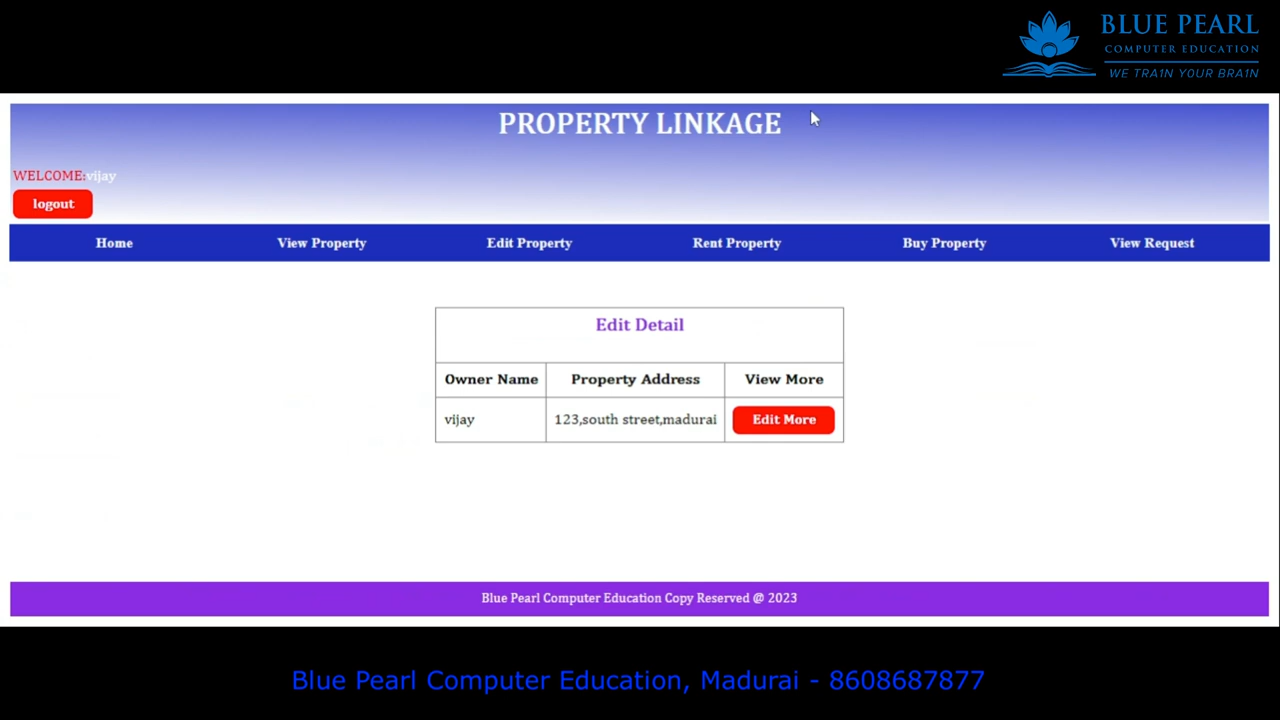 BLUE PEARL
COMPUTER EDUCATION
WE TRAIN YOUR BRAIN
PROPERTY LINKAGE
WELCOME:vijay
logout
Home View Property Edit Property Rent Property Buy Property View Request
Edit Detail
Owner Name Property Address View More
vijay 123,south street,madurai Edit More
Blue Pearl Computer Education Copy Reserved @ 2023
Blue Pearl Computer Education, Madurai - 8608687877